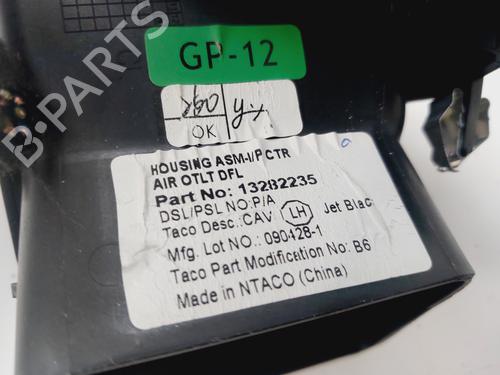 GP-12
OK
HOUSING ASM-I/P CTR
AIR OTLT DFL
Part No: 13282235
DSL/PSL NO:P/A
Taco Desc.:CAV LH Jet Blac
Mfg. Lot NO.: 090428-1
Taco Part Modification No: B6
Made in NTACO (China)
B-PARTS
B-PARTS